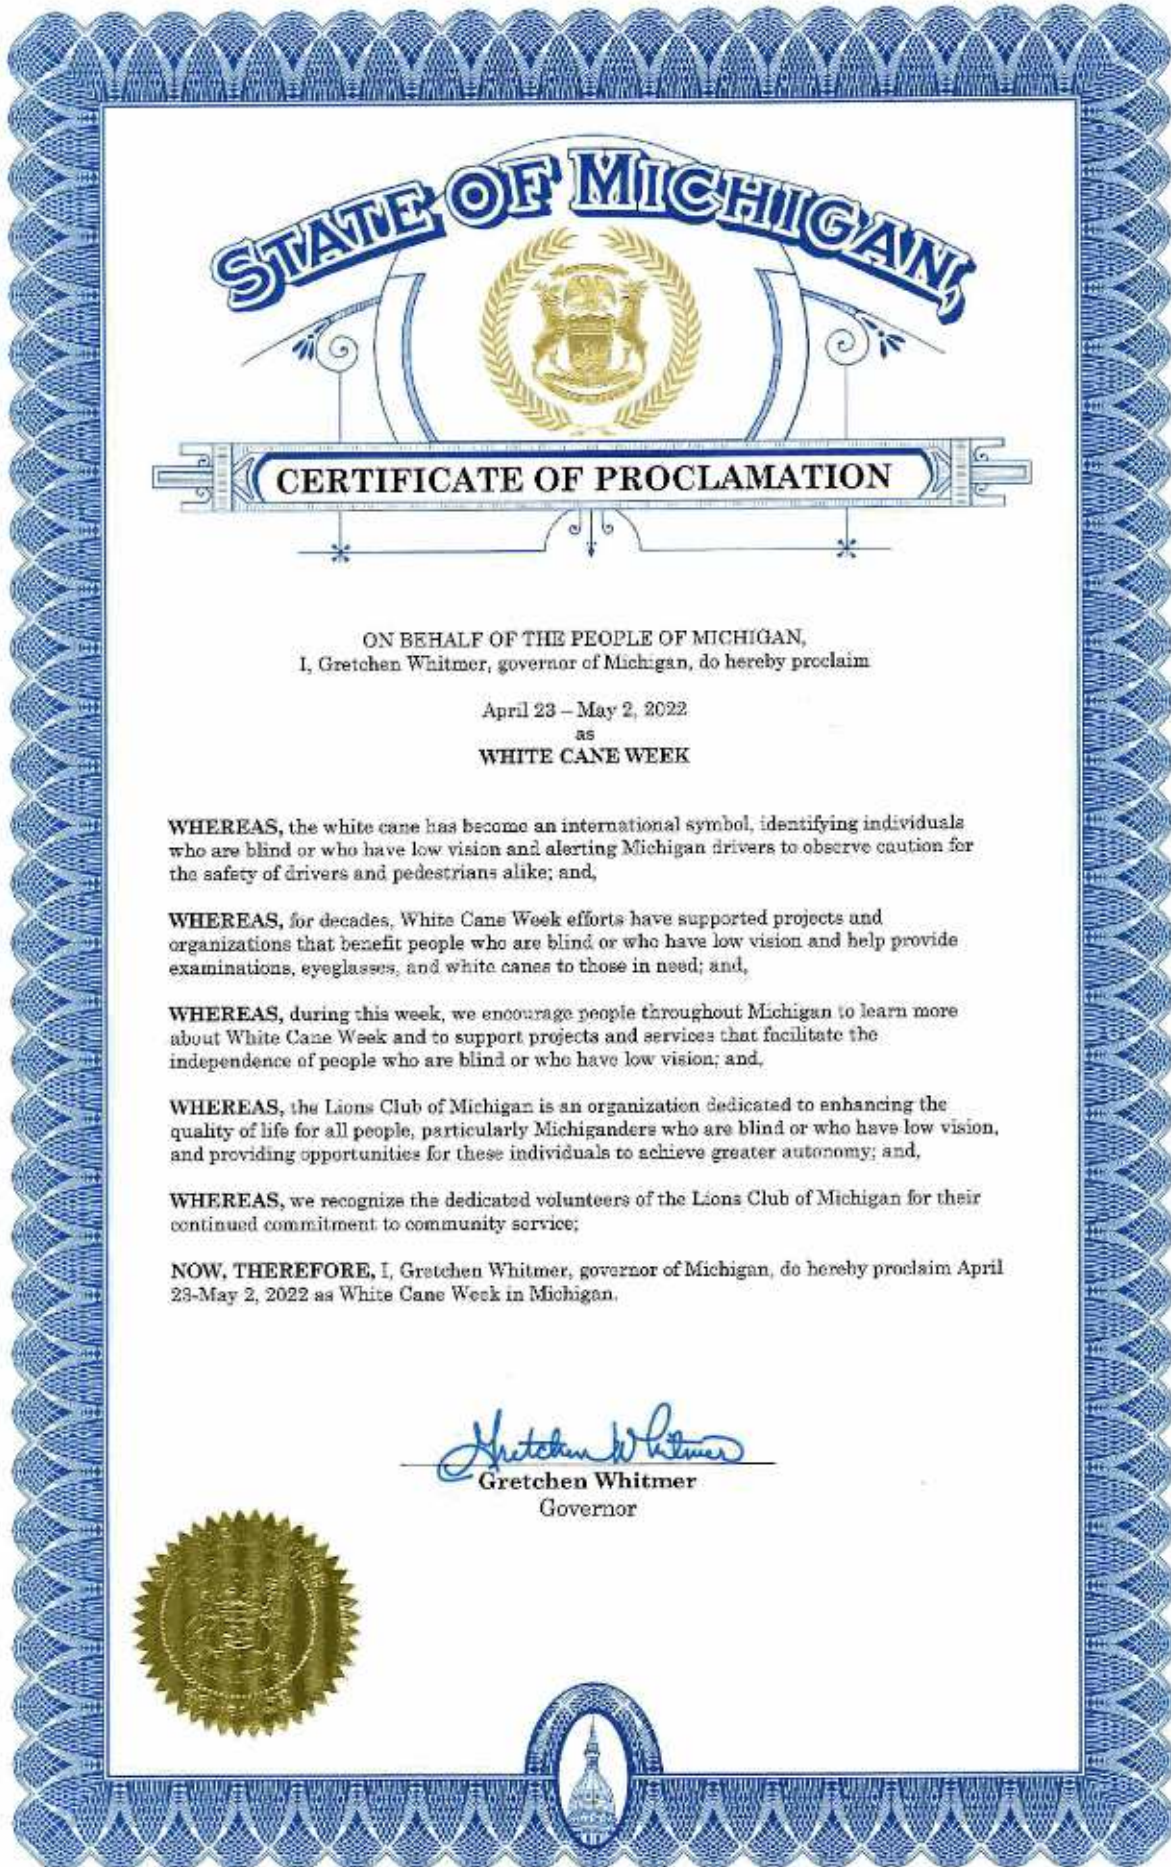 STATE OF MICHIGAN,
CERTIFICATE OF PROCLAMATION
ON BEHALF OF THE PEOPLE OF MICHIGAN,
I, Gretchen Whitmer, governor of Michigan, do hereby proclaim
April 23 – May 2, 2022
as
WHITE CANE WEEK
WHEREAS, the white cane has become an international symbol, identifying individuals
who are blind or who have low vision and alerting Michigan drivers to observe caution for
the safety of drivers and pedestrians alike; and,
WHEREAS, for decades, White Cane Week efforts have supported projects and
organizations that benefit people who are blind or who have low vision and help provide
examinations, eyeglasses, and white canes to those in need; and,
WHEREAS, during this week, we encourage people throughout Michigan to learn more
about White Cane Week and to support projects and services that facilitate the
independence of people who are blind or who have low vision; and,
WHEREAS, the Lions Club of Michigan is an organization dedicated to enhancing the
quality of life for all people, particularly Michiganders who are blind or who have low vision,
and providing opportunities for these individuals to achieve greater autonomy; and,
WHEREAS, we recognize the dedicated volunteers of the Lions Club of Michigan for their
continued commitment to community service;
NOW, THEREFORE, I, Gretchen Whitmer, governor of Michigan, do hereby proclaim April
23-May 2, 2022 as White Cane Week in Michigan.
Gretchen Whitmer
Gretchen Whitmer
Governor